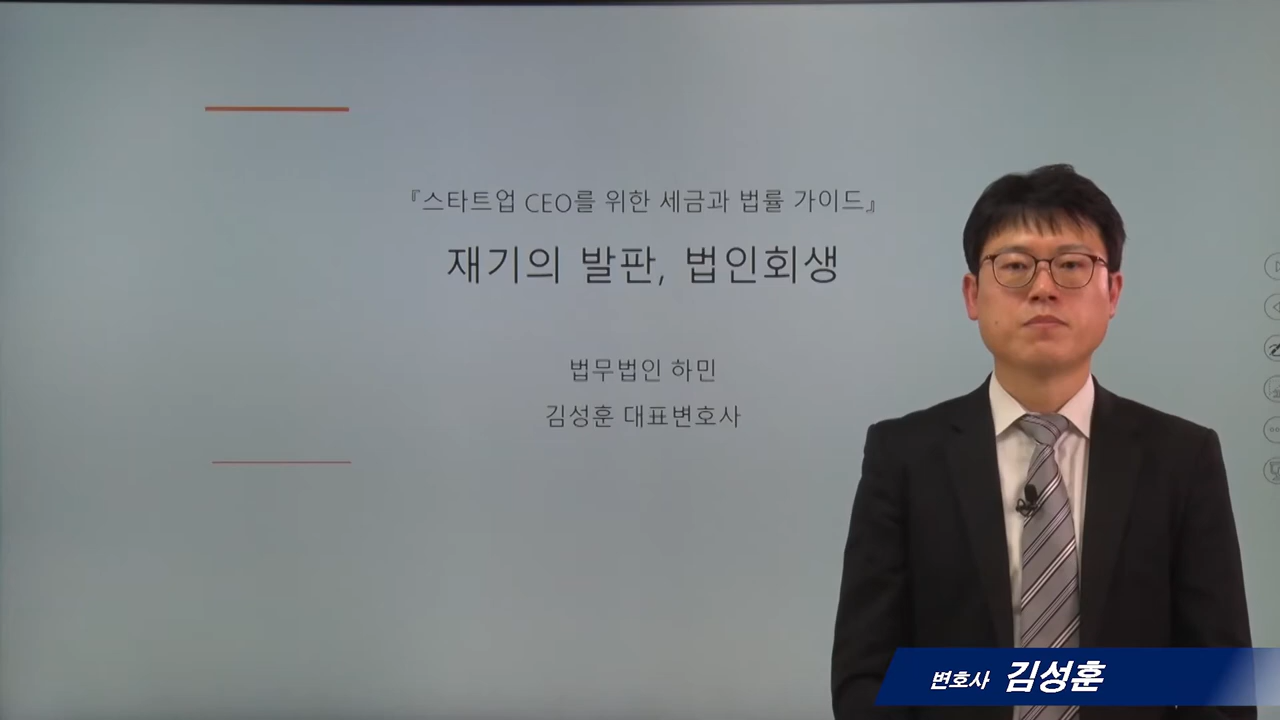 『스타트업 CEO를 위한 세금과 법률 가이드』
재기의 발판, 법인회생
법무법인 하민
김성훈 대표변호사
변호사 김성훈